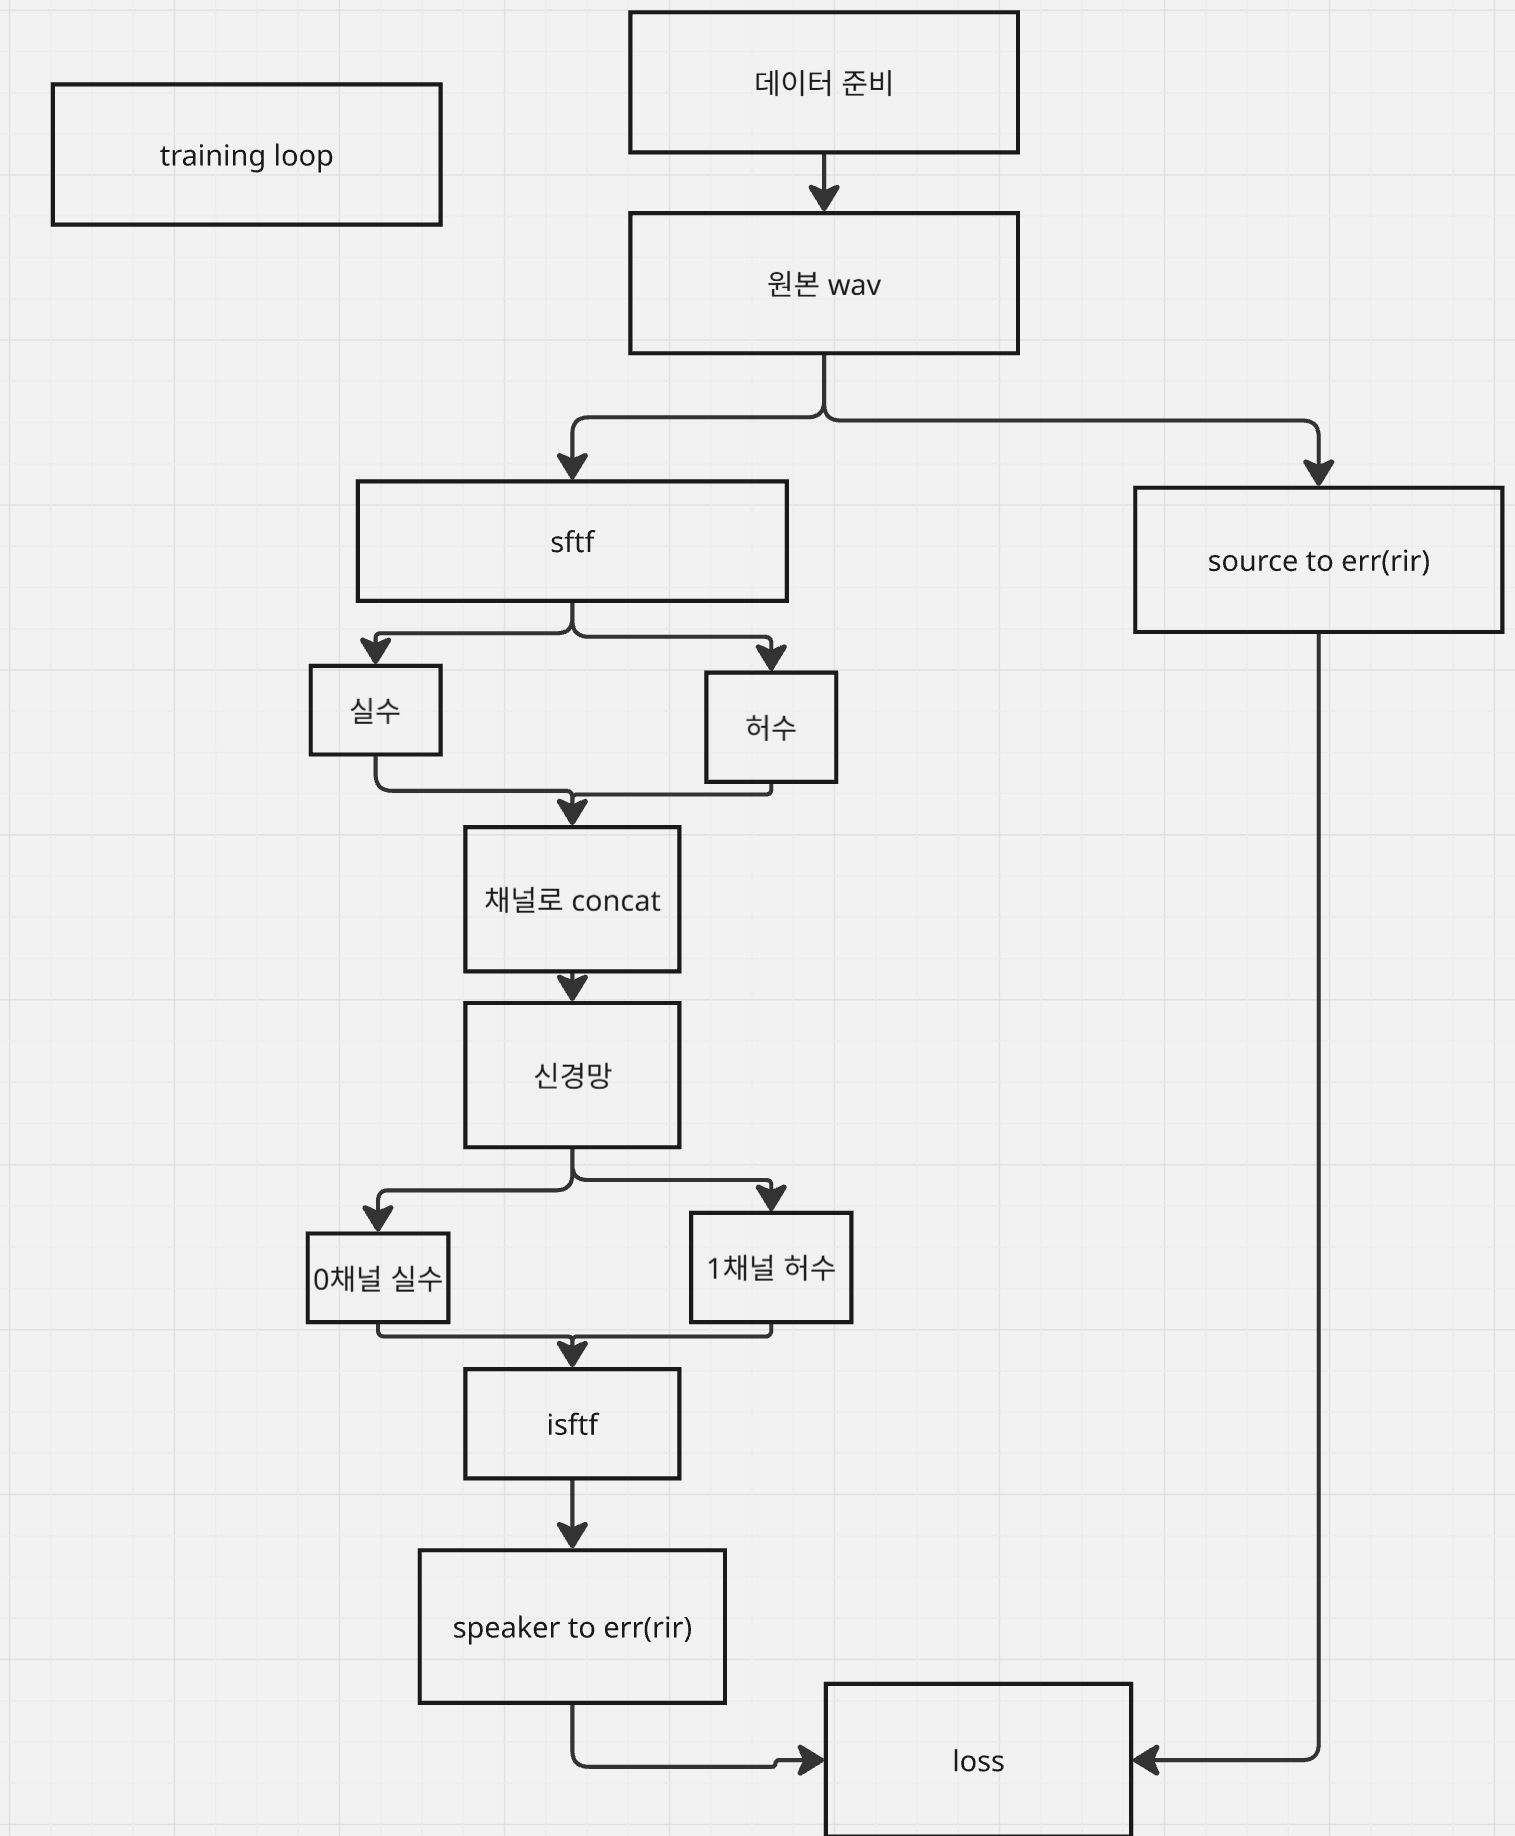 데이터 준비
training loop
원본 wav
sftf
source to err(rir)
실수
허수
채널로 concat
신경망
0채널 실수
1채널 허수
isftf
speaker to err(rir)
loss